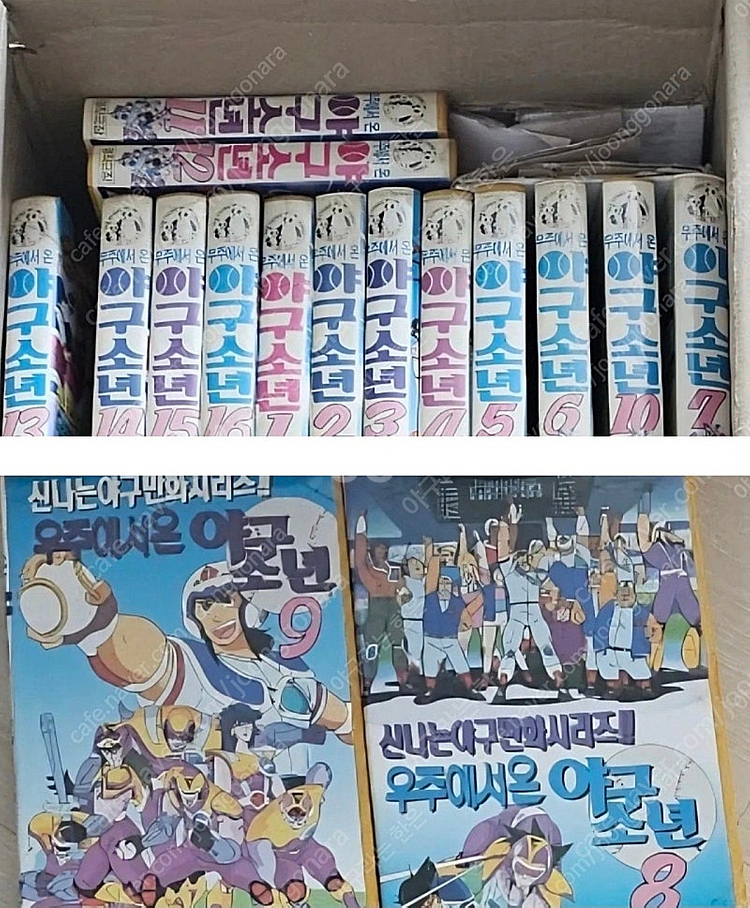 우주에서 온
야구소년
11
우주에서 온
야구소년
12
우주에서 온
야구소년
13
우주에서 온
야구소년
14
우주에서 온
야구소년
15
우주에서 온
야구소년
16
우주에서 온
야구소년
1
우주에서 온
야구소년
2
우주에서 온
야구소년
3
우주에서 온
야구소년
4
우주에서 온
야구소년
5
우주에서 온
야구소년
6
우주에서 온
야구소년
10
우주에서 온
야구소년
7
신나는야구만화시리즈!!
우주에서온 야구
소년
9
신나는야구만화시리즈!!
우주에서온 야구
소년
8
cafe.naver.com/joonggonara